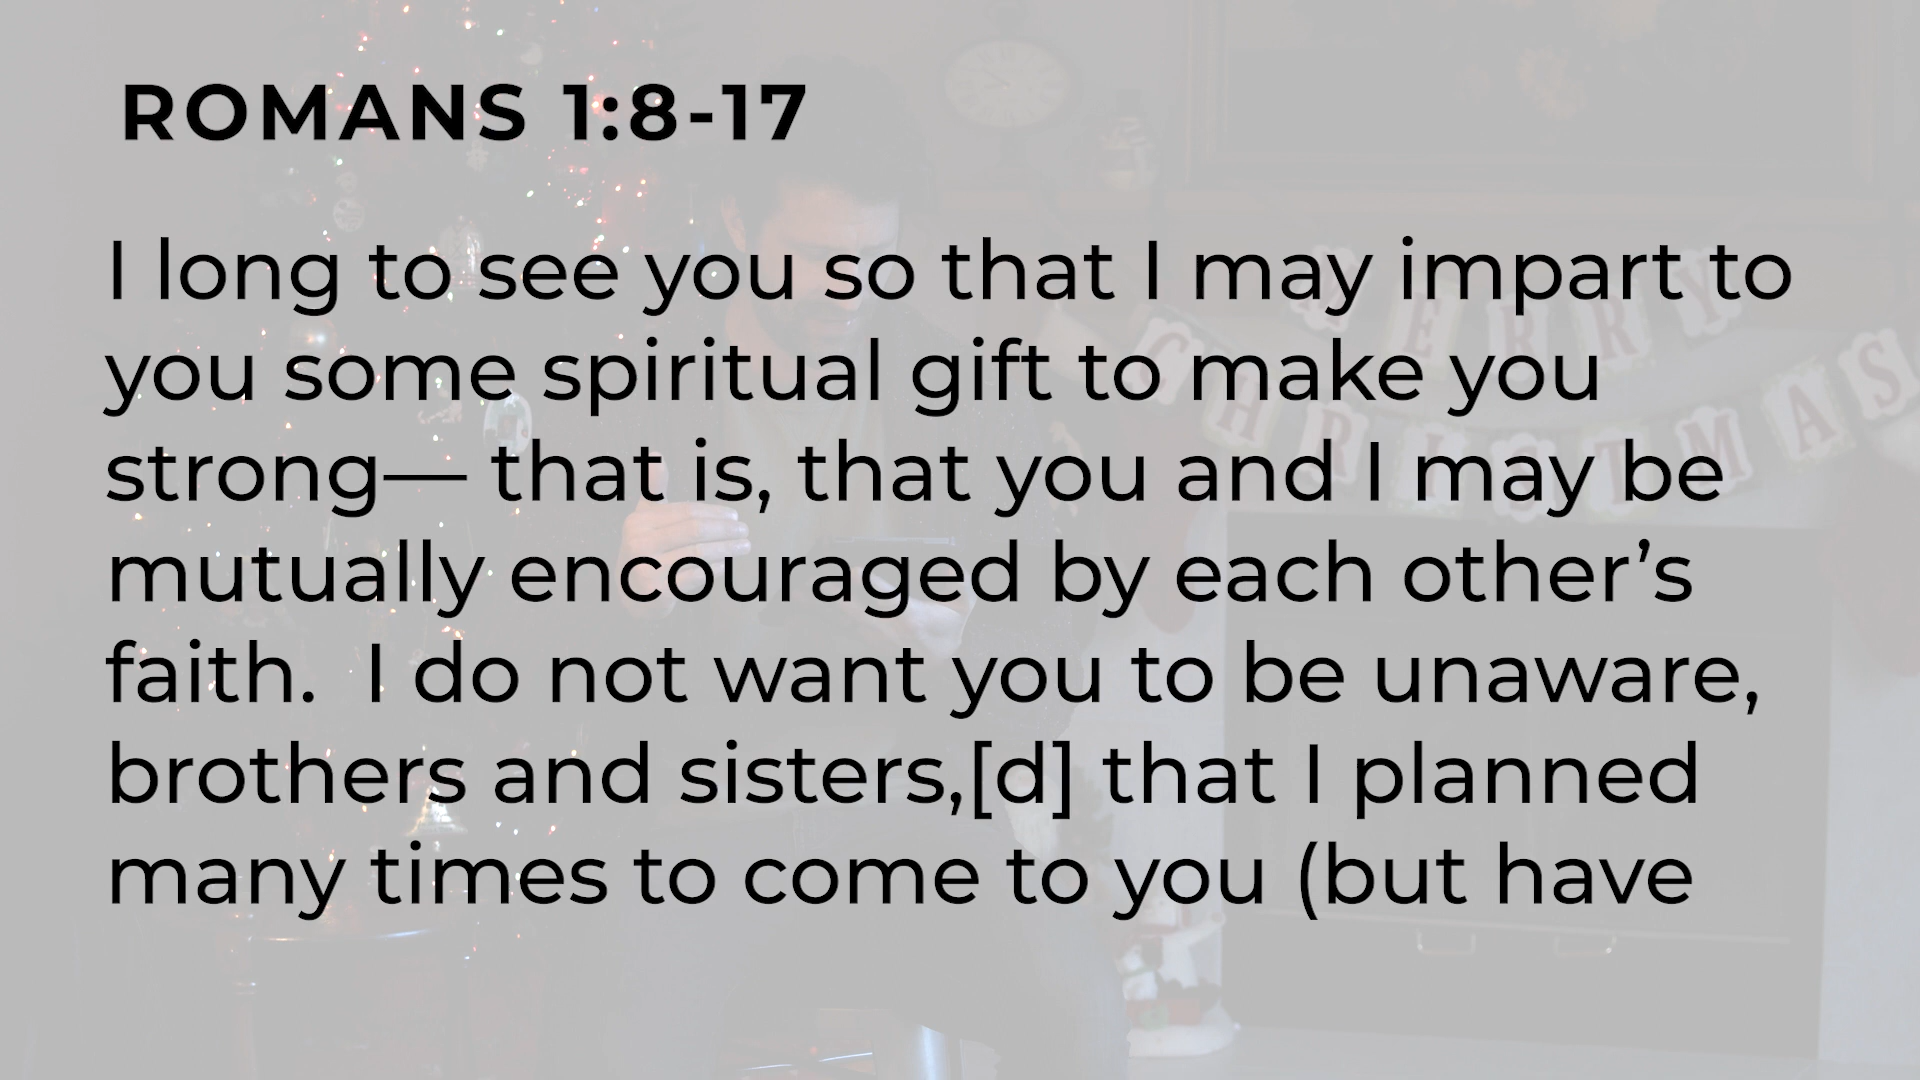 ROMANS 1:8-17
I long to see you so that I may impart to
you some spiritual gift to make you
strong— that is, that you and I may be
mutually encouraged by each other’s
faith.  I do not want you to be unaware,
brothers and sisters,[d] that I planned
many times to come to you (but have
MERRY
CHRISTMAS